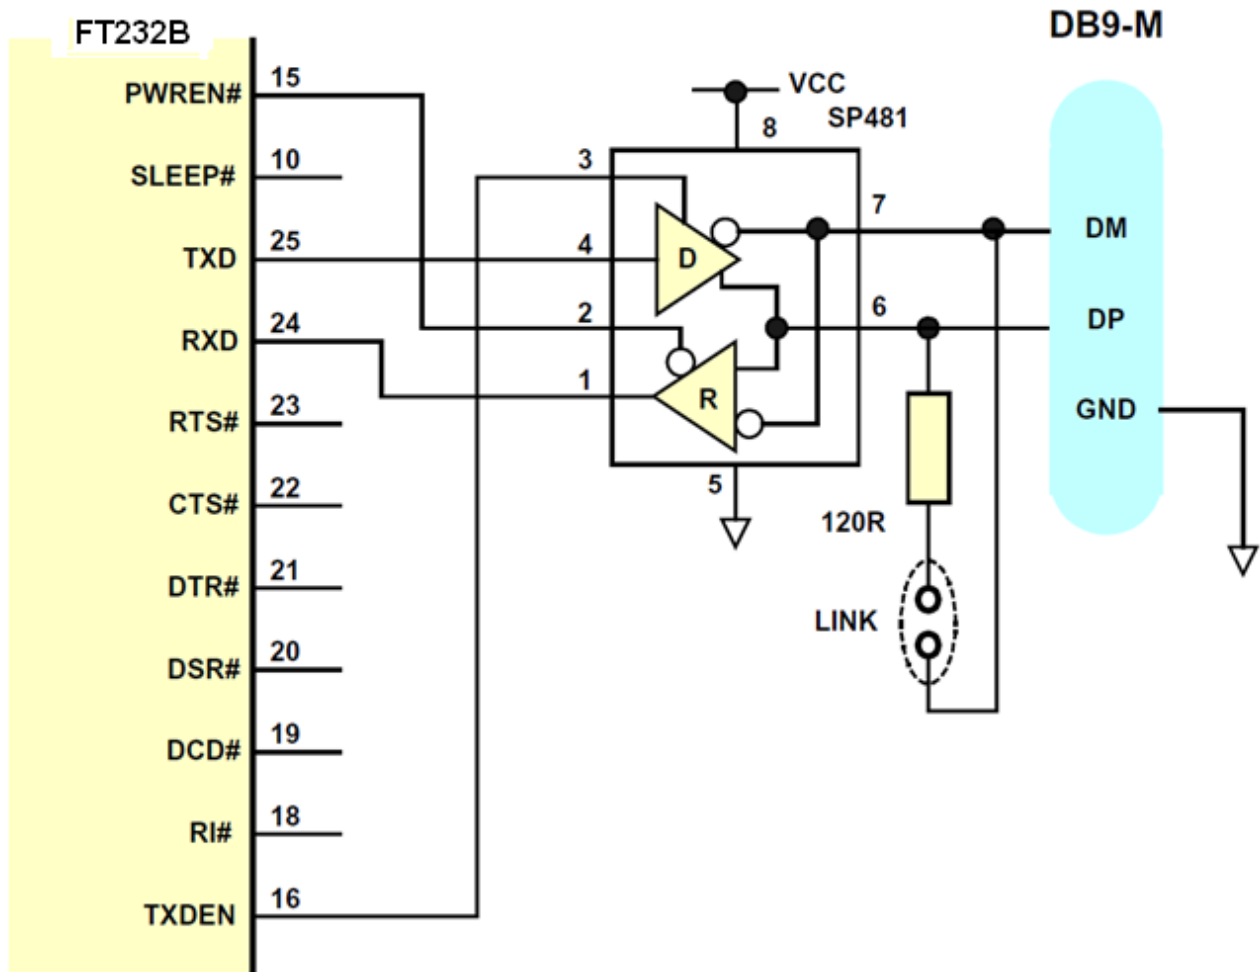 FT232B
DB9-M
PWREN# 15
VCC
SP481
8
SLEEP# 10
3
7
DM
TXD 25
4
D
2
6
DP
RXD 24
1
R
GND
RTS# 23
5
CTS# 22
120R
DTR# 21
LINK
DSR# 20
DCD# 19
RI# 18
TXDEN 16